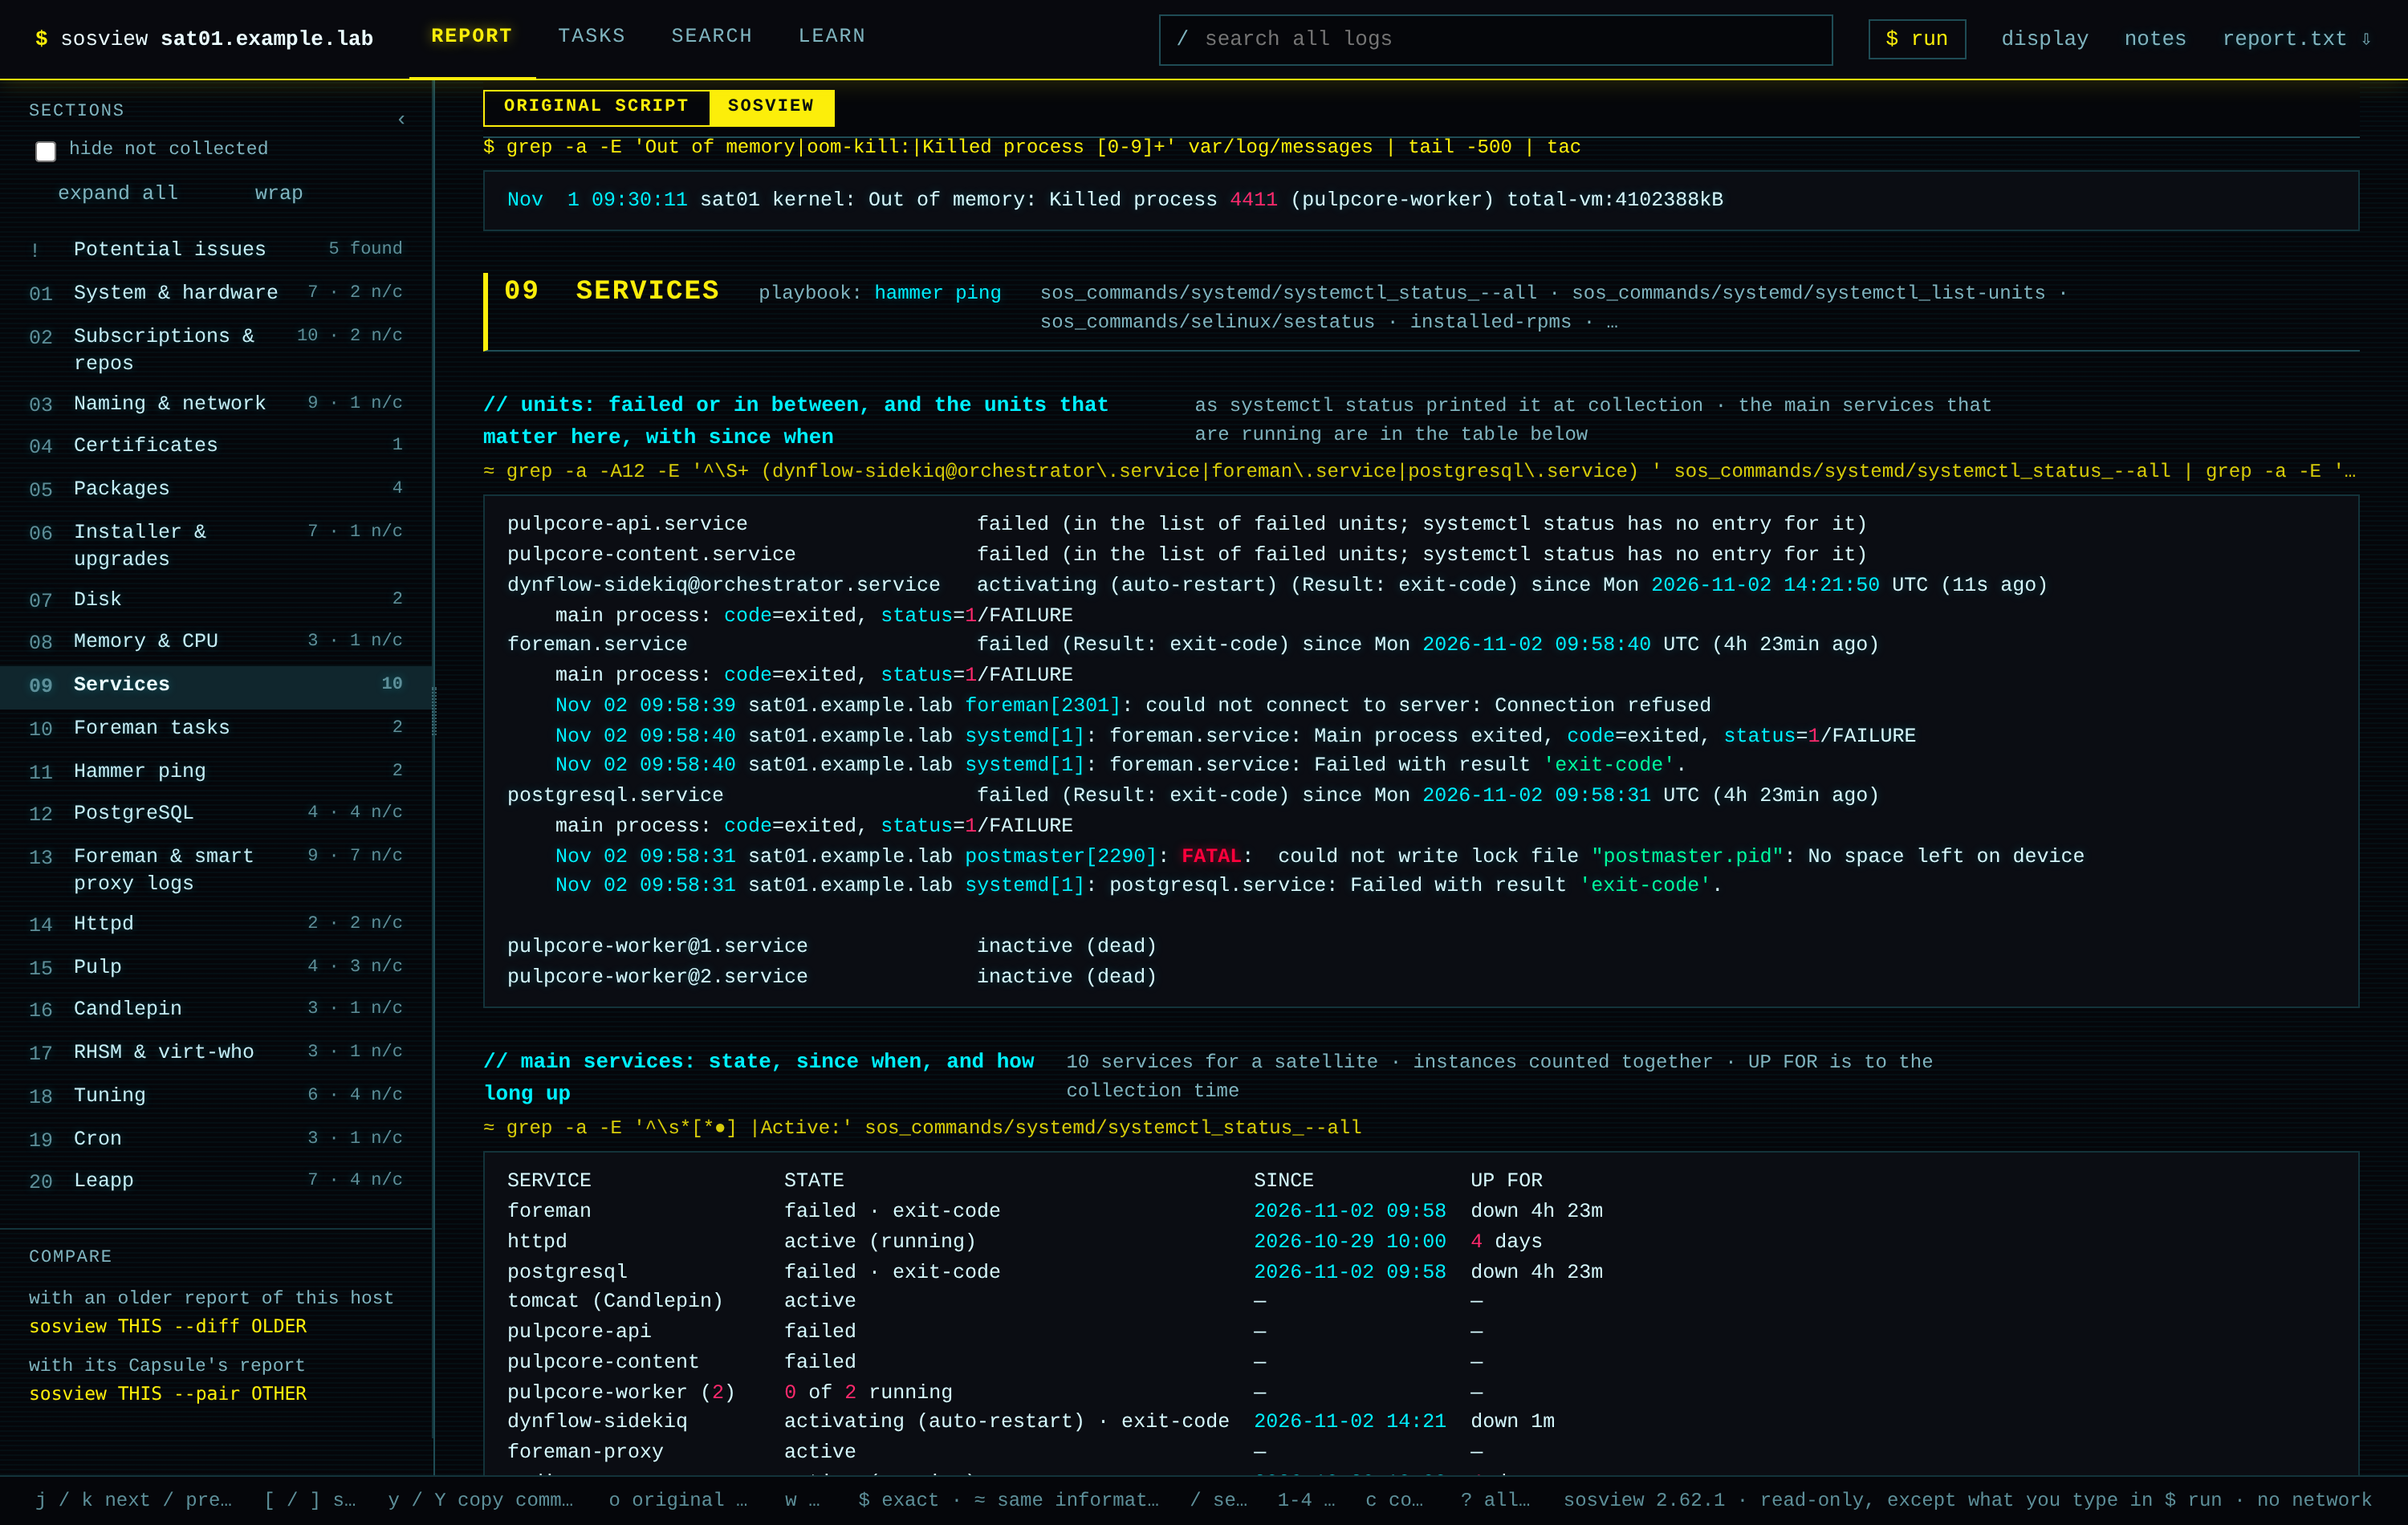 $ sosview sat01.example.lab REPORT TASKS SEARCH LEARN / search all logs $ run display notes report.txt ⇩
SECTIONS ‹
hide not collected
expand all wrap
! Potential issues 5 found
01 System & hardware 7 · 2 n/c
02 Subscriptions & repos 10 · 2 n/c
03 Naming & network 9 · 1 n/c
04 Certificates 1
05 Packages 4
06 Installer & upgrades 7 · 1 n/c
07 Disk 2
08 Memory & CPU 3 · 1 n/c
09 Services 10
10 Foreman tasks 2
11 Hammer ping 2
12 PostgreSQL 4 · 4 n/c
13 Foreman & smart proxy logs 9 · 7 n/c
14 Httpd 2 · 2 n/c
15 Pulp 4 · 3 n/c
16 Candlepin 3 · 1 n/c
17 RHSM & virt-who 3 · 1 n/c
18 Tuning 6 · 4 n/c
19 Cron 3 · 1 n/c
20 Leapp 7 · 4 n/c
COMPARE
with an older report of this host
sosview THIS --diff OLDER
with its Capsule's report
sosview THIS --pair OTHER
ORIGINAL SCRIPT SOSVIEW
$ grep -a -E 'Out of memory|oom-kill:|Killed process [0-9]+' var/log/messages | tail -500 | tac
Nov  1 09:30:11 sat01 kernel: Out of memory: Killed process 4411 (pulpcore-worker) total-vm:4102388kB
09 SERVICES playbook: hammer ping sos_commands/systemd/systemctl_status_--all · sos_commands/systemd/systemctl_list-units ·
sos_commands/selinux/sestatus · installed-rpms · …
// units: failed or in between, and the units that
matter here, with since when
as systemctl status printed it at collection · the main services that
are running are in the table below
≈ grep -a -A12 -E '^\S+ (dynflow-sidekiq@orchestrator\.service|foreman\.service|postgresql\.service) ' sos_commands/systemd/systemctl_status_--all | grep -a -E '…
pulpcore-api.service failed (in the list of failed units; systemctl status has no entry for it)
pulpcore-content.service failed (in the list of failed units; systemctl status has no entry for it)
dynflow-sidekiq@orchestrator.service activating (auto-restart) (Result: exit-code) since Mon 2026-11-02 14:21:50 UTC (11s ago)
main process: code=exited, status=1/FAILURE
foreman.service failed (Result: exit-code) since Mon 2026-11-02 09:58:40 UTC (4h 23min ago)
main process: code=exited, status=1/FAILURE
Nov 02 09:58:39 sat01.example.lab foreman[2301]: could not connect to server: Connection refused
Nov 02 09:58:40 sat01.example.lab systemd[1]: foreman.service: Main process exited, code=exited, status=1/FAILURE
Nov 02 09:58:40 sat01.example.lab systemd[1]: foreman.service: Failed with result 'exit-code'.
postgresql.service failed (Result: exit-code) since Mon 2026-11-02 09:58:31 UTC (4h 23min ago)
main process: code=exited, status=1/FAILURE
Nov 02 09:58:31 sat01.example.lab postmaster[2290]: FATAL:  could not write lock file "postmaster.pid": No space left on device
Nov 02 09:58:31 sat01.example.lab systemd[1]: postgresql.service: Failed with result 'exit-code'.
pulpcore-worker@1.service inactive (dead)
pulpcore-worker@2.service inactive (dead)
// main services: state, since when, and how
long up
10 services for a satellite · instances counted together · UP FOR is to the
collection time
≈ grep -a -E '^\s*[*●] |Active:' sos_commands/systemd/systemctl_status_--all
SERVICE STATE SINCE UP FOR
foreman failed · exit-code 2026-11-02 09:58 down 4h 23m
httpd active (running) 2026-10-29 10:00 4 days
postgresql failed · exit-code 2026-11-02 09:58 down 4h 23m
tomcat (Candlepin) active — —
pulpcore-api failed — —
pulpcore-content failed — —
pulpcore-worker (2) 0 of 2 running — —
dynflow-sidekiq activating (auto-restart) · exit-code 2026-11-02 14:21 down 1m
foreman-proxy active — —
j / k next / pre… [ / ] s… y / Y copy comm… o original … w … $ exact · ≈ same informat… / se… 1-4 … c co… ? all… sosview 2.62.1 · read-only, except what you type in $ run · no network